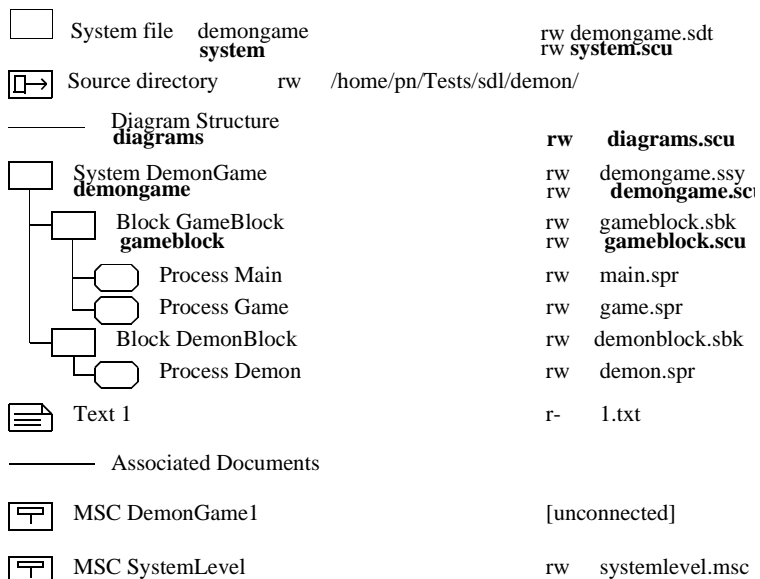 System file demongame rw demongame.sdt
system rw system.scu
Source directory rw /home/pn/Tests/sdl/demon/
Diagram Structure
diagrams rw diagrams.scu
System DemonGame rw demongame.ssy
demongame rw demongame.scu
Block GameBlock rw gameblock.sbk
gameblock rw gameblock.scu
Process Main rw main.spr
Process Game rw game.spr
Block DemonBlock rw demonblock.sbk
Process Demon rw demon.spr
Text 1 r- 1.txt
Associated Documents
MSC DemonGame1 [unconnected]
MSC SystemLevel rw systemlevel.msc